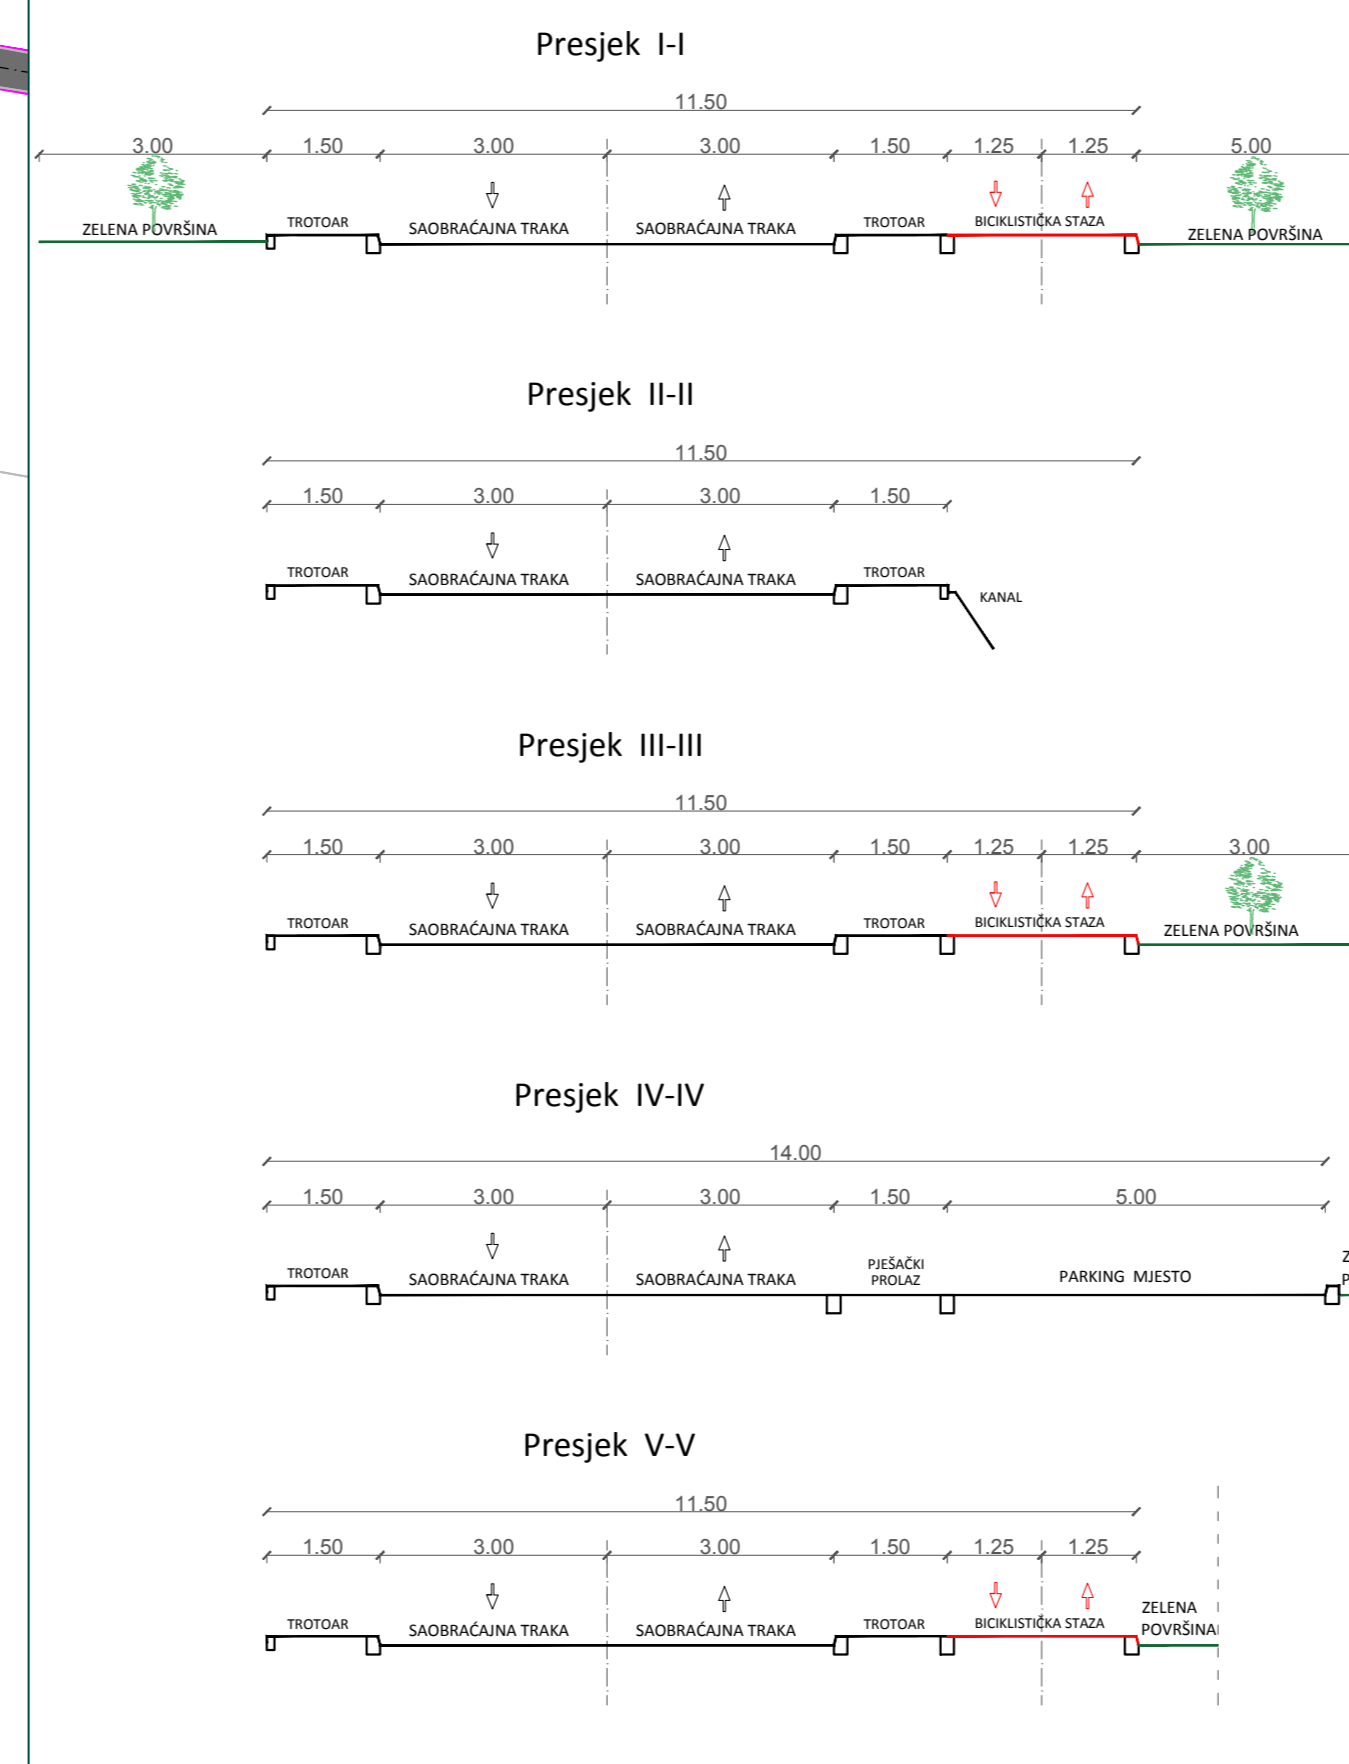 Presjek I-I
11.50
3.00 1.50 3.00 3.00 1.50 1.25 1.25 5.00
ZELENA POVRŠINA TROTOAR SAOBRAĆAJNA TRAKA SAOBRAĆAJNA TRAKA TROTOAR BICIKLISTIČKA STAZA ZELENA POVRŠINA
Presjek II-II
11.50
1.50 3.00 3.00 1.50
TROTOAR SAOBRAĆAJNA TRAKA SAOBRAĆAJNA TRAKA TROTOAR
KANAL
Presjek III-III
11.50
1.50 3.00 3.00 1.50 1.25 1.25 3.00
TROTOAR SAOBRAĆAJNA TRAKA SAOBRAĆAJNA TRAKA TROTOAR BICIKLISTIČKA STAZA ZELENA POVRŠINA
Presjek IV-IV
14.00
1.50 3.00 3.00 1.50 5.00
TROTOAR SAOBRAĆAJNA TRAKA SAOBRAĆAJNA TRAKA
PJEŠAČKI
PROLAZ
PARKING MJESTO
Presjek V-V
11.50
1.50 3.00 3.00 1.50 1.25 1.25
TROTOAR SAOBRAĆAJNA TRAKA SAOBRAĆAJNA TRAKA TROTOAR BICIKLISTIČKA STAZA
ZELENA
POVRŠINA